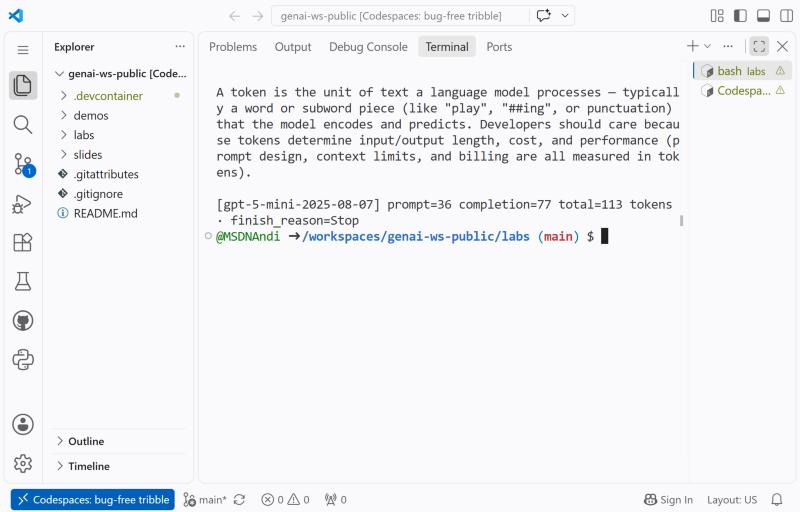 genai-ws-public [Codespaces: bug-free tribble]
Explorer
genai-ws-public [Code...
.devcontainer
demos
labs
slides
.gitattributes
.gitignore
README.md
Outline
Timeline
1
Problems Output Debug Console Terminal Ports
bash labs
Codespa...
A token is the unit of text a language model processes — typicall
y a word or subword piece (like "play", "##ing", or punctuation)
that the model encodes and predicts. Developers should care becau
se tokens determine input/output length, cost, and performance (p
rompt design, context limits, and billing are all measured in tok
ens).
[gpt-5-mini-2025-08-07] prompt=36 completion=77 total=113 tokens
· finish_reason=Stop
@MSDNAndi ➜/workspaces/genai-ws-public/labs (main) $
Codespaces: bug-free tribble main* 0 0 0 Sign In Layout: US